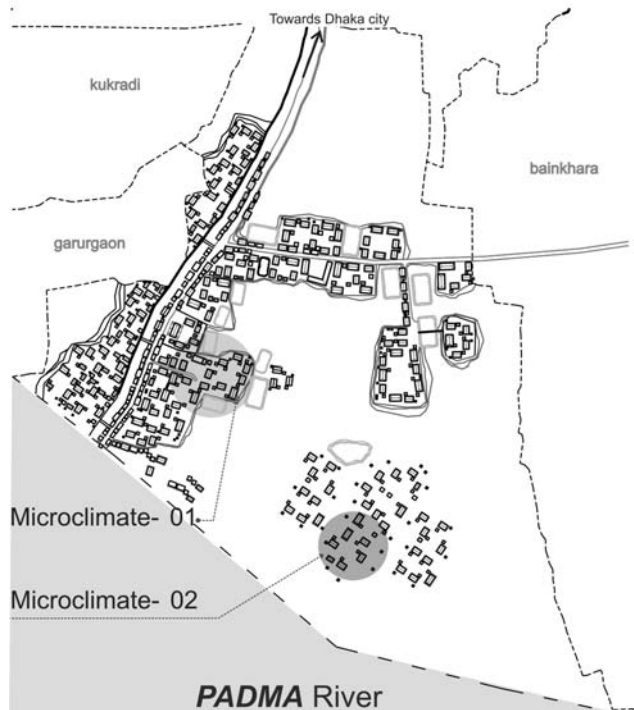 Towards Dhaka city
kukradi
bainkhara
garurgaon
Microclimate- 01
Microclimate- 02
PADMA River